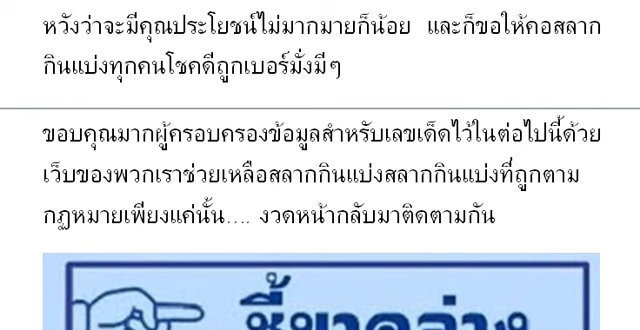 หวังว่าจะมีคุณประโยชน์ไม่มากมายก็น้อย และก็ขอให้คอสลาก
กินแบ่งทุกคนโชคดีถูกเบอร์มั่งมีๆ
ขอบคุณมากผู้ครอบครองข้อมูลสำหรับเลขเด็ดไว้ในต่อไปนี้ด้วย
เว็บของพวกเราช่วยเหลือสลากกินแบ่งสลากกินแบ่งที่ถูกตาม
กฏหมายเพียงแค่นั้น.... งวดหน้ากลับมาติดตามกัน
ชี้ขาดล่าง